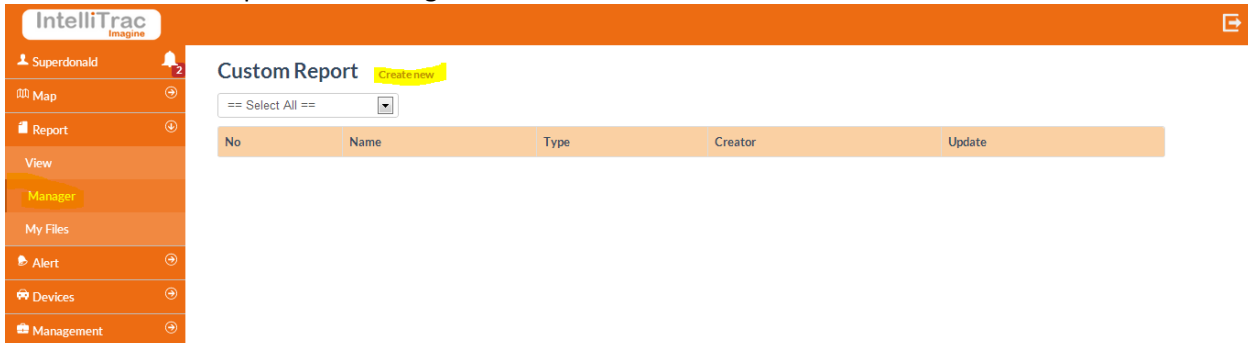 IntelliTrac
Imagine
Superdonald
2
Map
Report
View
Manager
My Files
Alert
Devices
Management
Custom Report Create new
== Select All ==
No Name Type Creator Update